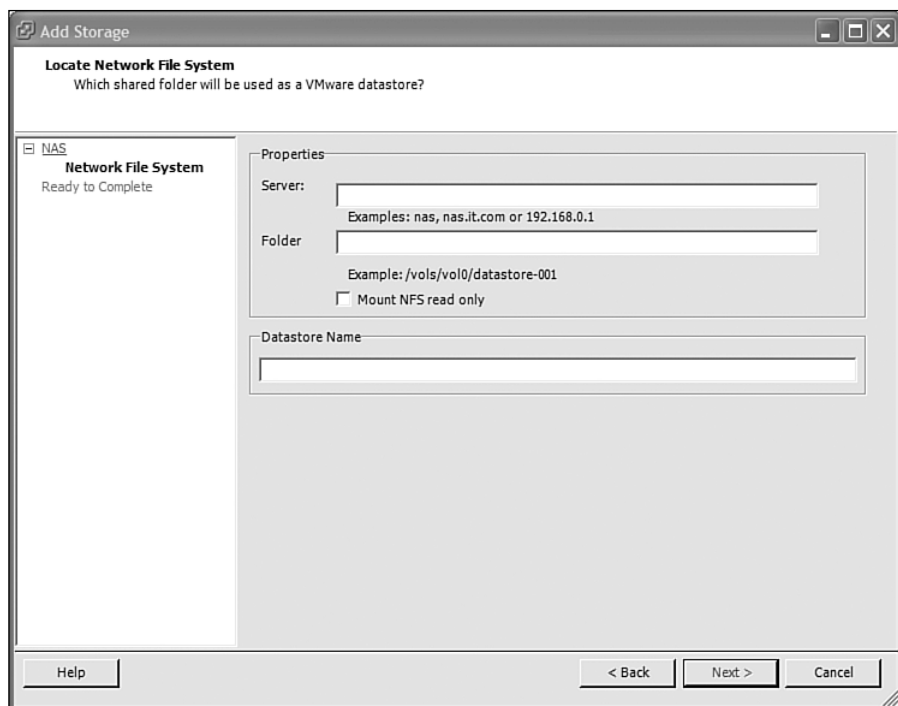 Add Storage
Locate Network File System
Which shared folder will be used as a VMware datastore?
NAS
Network File System
Ready to Complete
Properties
Server:
Examples: nas, nas.it.com or 192.168.0.1
Folder
Example: /vols/vol0/datastore-001
Mount NFS read only
Datastore Name
Help
< Back
Next >
Cancel